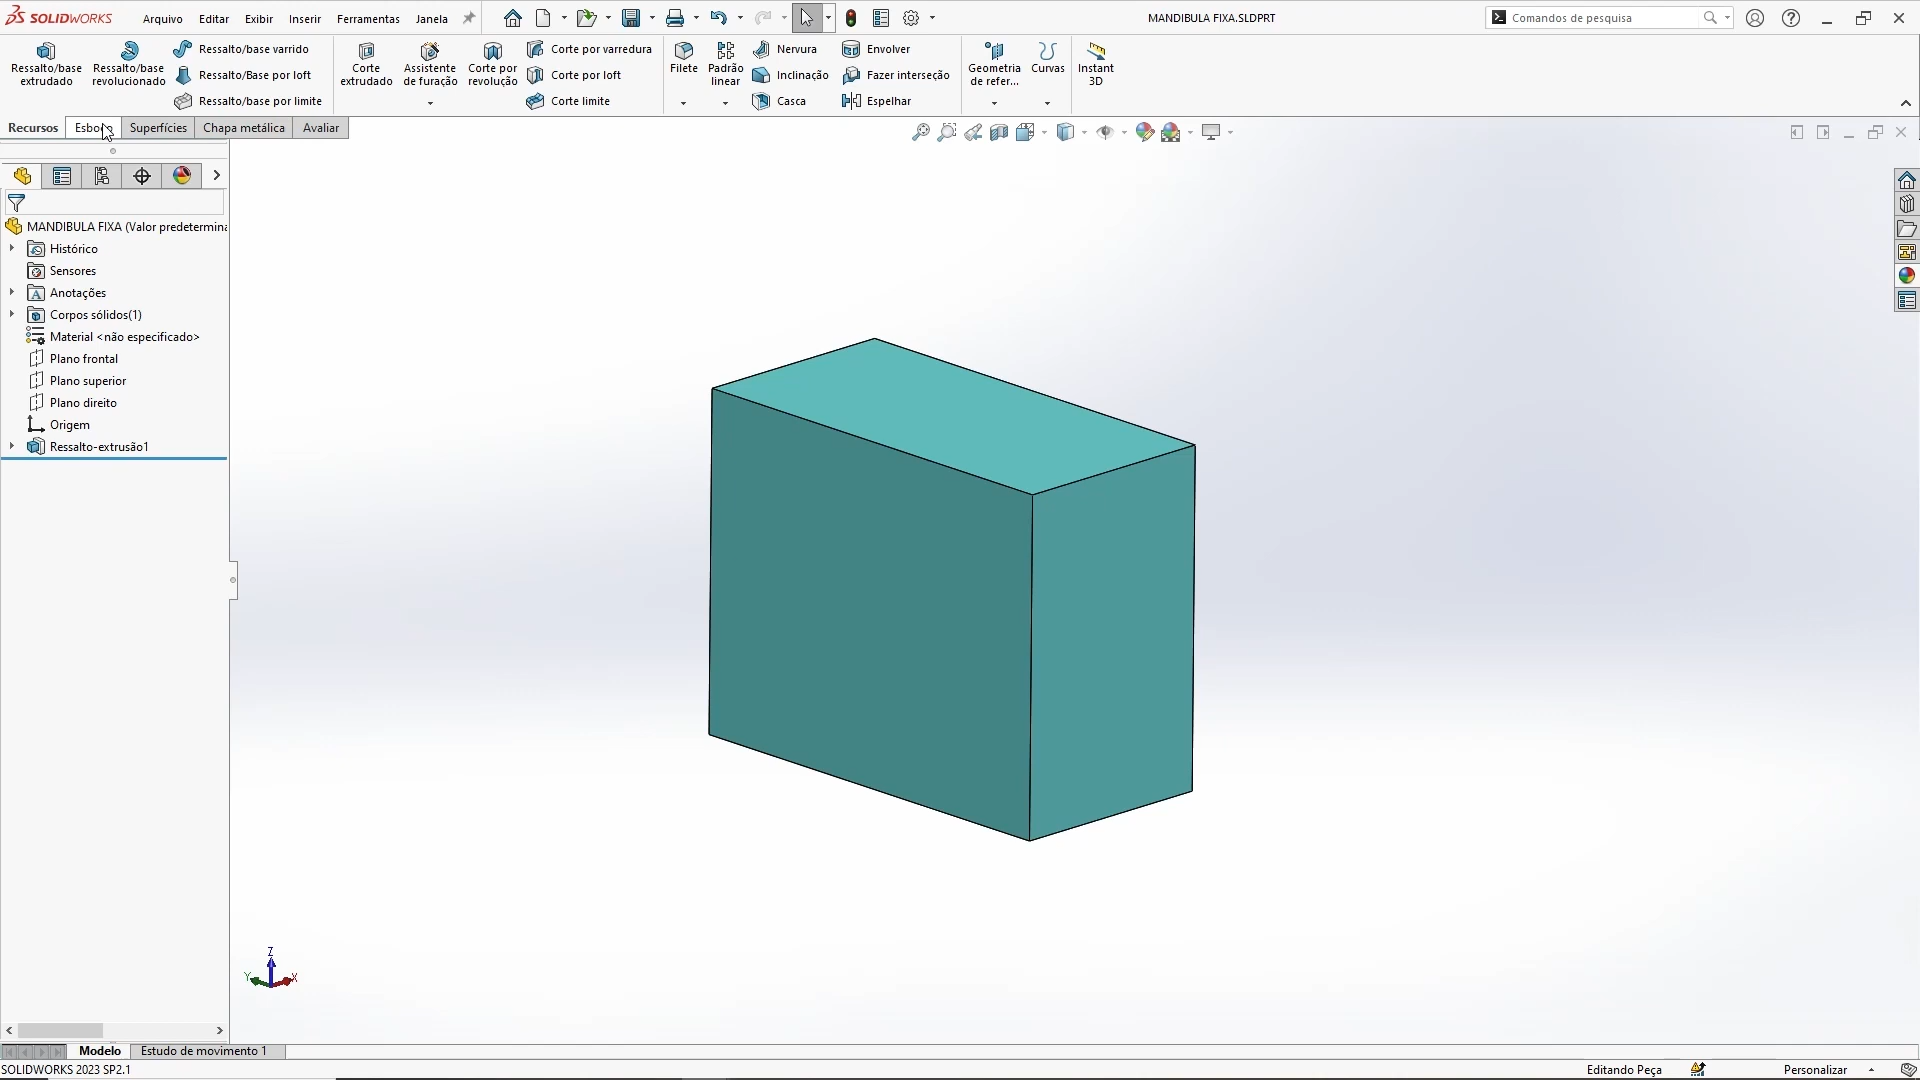 SOLIDWORKS
Arquivo Editar Exibir Inserir Ferramentas Janela
MANDIBULA FIXA.SLDPRT
Comandos de pesquisa
Ressalto/base extrudado
Ressalto/base revolucionado
Ressalto/base varrido
Ressalto/Base por loft
Ressalto/base por limite
Corte extrudado
Assistente de furação
Corte por revolução
Corte por varredura
Corte por loft
Corte limite
Filete
Padrão linear
Nervura
Inclinação
Casca
Envolver
Fazer interseção
Espelhar
Geometria de refer...
Curvas
Instant 3D
Recursos Superfícies Chapa metálica Avaliar
MANDIBULA FIXA (Valor predetermina
Histórico
Sensores
Anotações
Corpos sólidos(1)
Material <não especificado>
Plano frontal
Plano superior
Plano direito
Origem
Ressalto-extrusão1
Z
Y X
Modelo Estudo de movimento 1
SOLIDWORKS 2023 SP2.1
Editando Peça
Personalizar